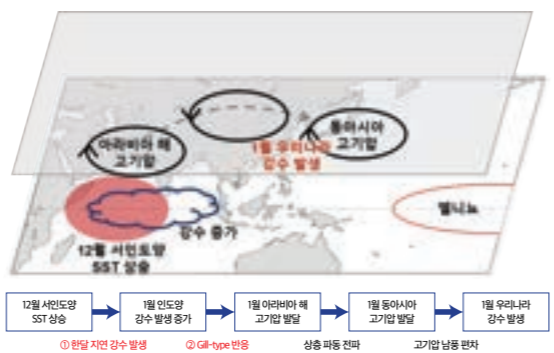 아라비아 해
고기압
동아시아
고기압
1월 우리나라
강수 발생
엘니뇨
강수 증가
12월 서인도양
SST 상승
12월 서인도양
SST 상승
1월 인도양
강수 발생 증가
1월 아라비아 해
고기압 발달
1월 동아시아
고기압 발달
1월 우리나라
강수 발생
① 한달 지연 강수 발생
② Gill-type 반응
상층 파동 전파
고기압 남풍 편차